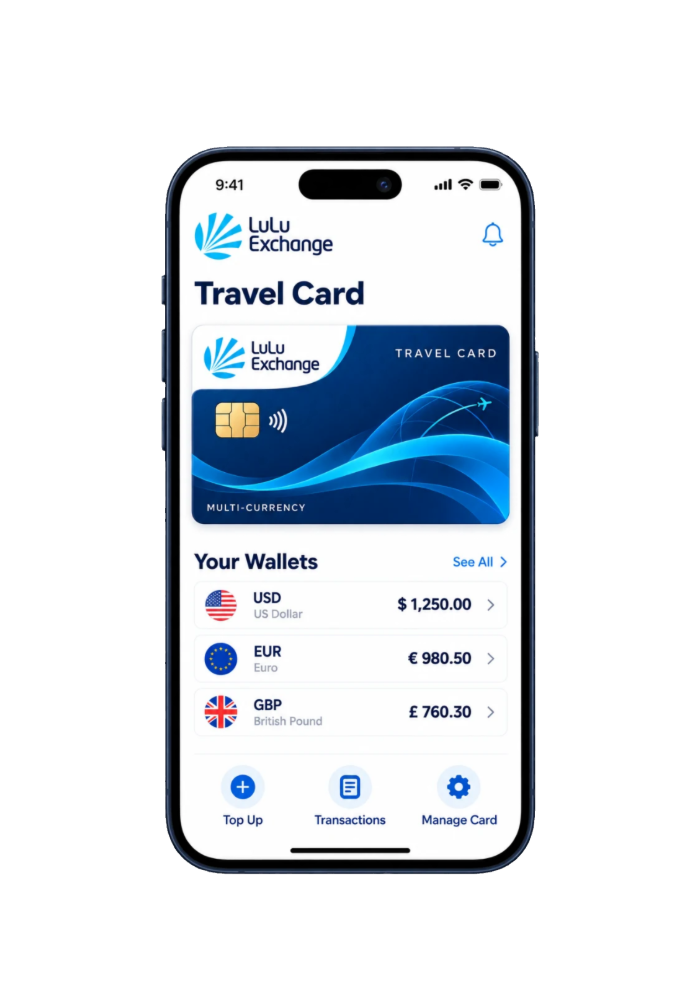 9:41
LuLu
Exchange
Travel Card
LuLu
Exchange
TRAVEL CARD
MULTI-CURRENCY
Your Wallets
See All >
USD
US Dollar
$ 1,250.00
EUR
Euro
€ 980.50
GBP
British Pound
£ 760.30
Top Up
Transactions
Manage Card